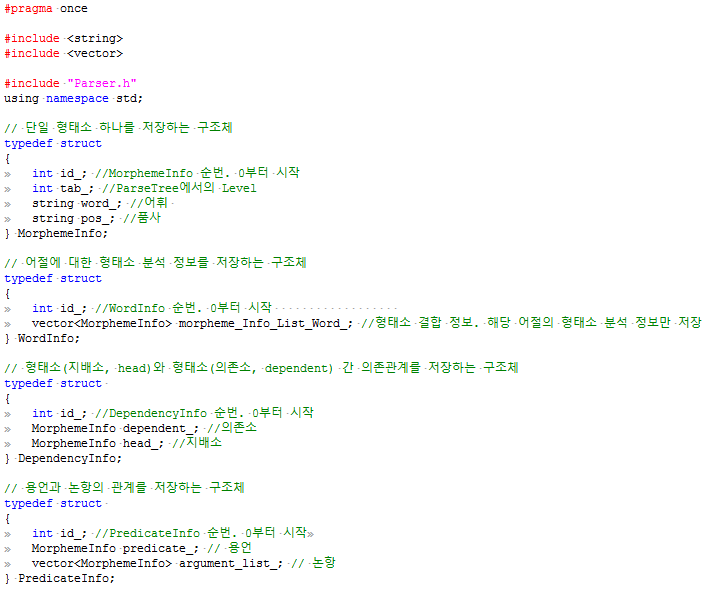 #pragma once
#include <string>
#include <vector>
#include "Parser.h"
using namespace std;
// 단일 형태소 하나를 저장하는 구조체
typedef struct
{
int id_; //MorphemeInfo 순번. 0부터 시작
int tab_; //ParseTree에서의 Level
string word_; //어휘
string pos_; //품사
} MorphemeInfo;
// 어절에 대한 형태소 분석 정보를 저장하는 구조체
typedef struct
{
int id_; //WordInfo 순번. 0부터 시작
vector<MorphemeInfo> morpheme_Info_List_Word_; //형태소 결합 정보. 해당 어절의 형태소 분석 정보만 저장
} WordInfo;
// 형태소(지배소, head)와 형태소(의존소, dependent) 간 의존관계를 저장하는 구조체
typedef struct
{
int id_; //DependencyInfo 순번. 0부터 시작
MorphemeInfo dependent_; //의존소
MorphemeInfo head_; //지배소
} DependencyInfo;
// 용언과 논항의 관계를 저장하는 구조체
typedef struct
{
int id_; //PredicateInfo 순번. 0부터 시작
MorphemeInfo predicate_; // 용언
vector<MorphemeInfo> argument_list_; // 논항
} PredicateInfo;